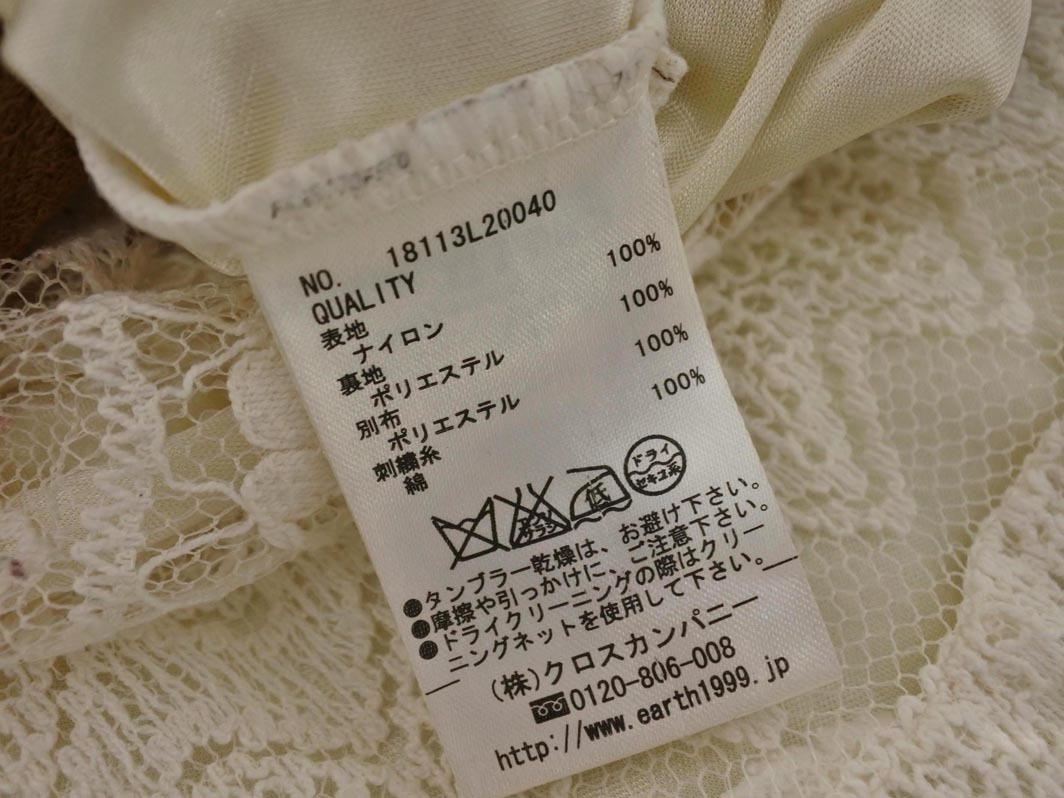 NO. 18113L20040
QUALITY
表地 100%
ナイロン
裏地 100%
ポリエステル
別布 100%
ポリエステル
刺繍糸 100%
綿
エンソ サラシ 低 ドライ セキユ系
●タンブラー乾燥は、お避け下さい。
●摩擦や引っかけに、ご注意下さい。
●ドライクリーニングの際はクリー
ニングネットを使用して下さい。
(株)クロスカンパニー
0120-806-008
http://www.earth1999.jp